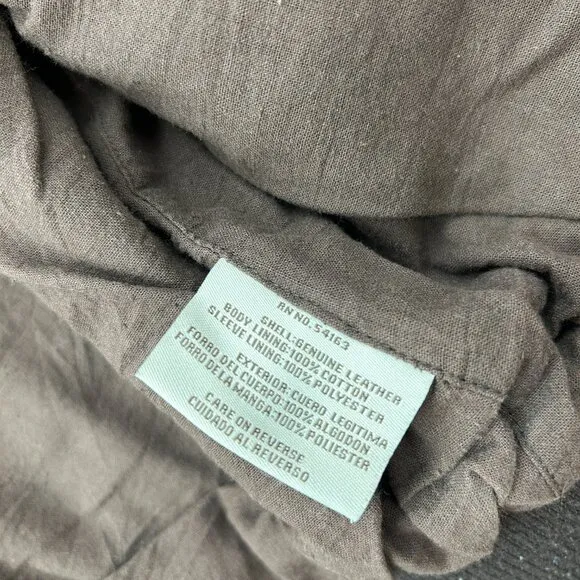 RN NO. 54163
SHELL:GENUINE LEATHER
BODY LINING:100% COTTON
SLEEVE LINING:100% POLYESTER
EXTERIOR:CUERO LEGITIMA
FORRO DEL CUERPO:100% ALGODON
FORRO DE LA MANGA:100% POLIESTER
CARE ON REVERSE
CUIDADO AL REVERSO